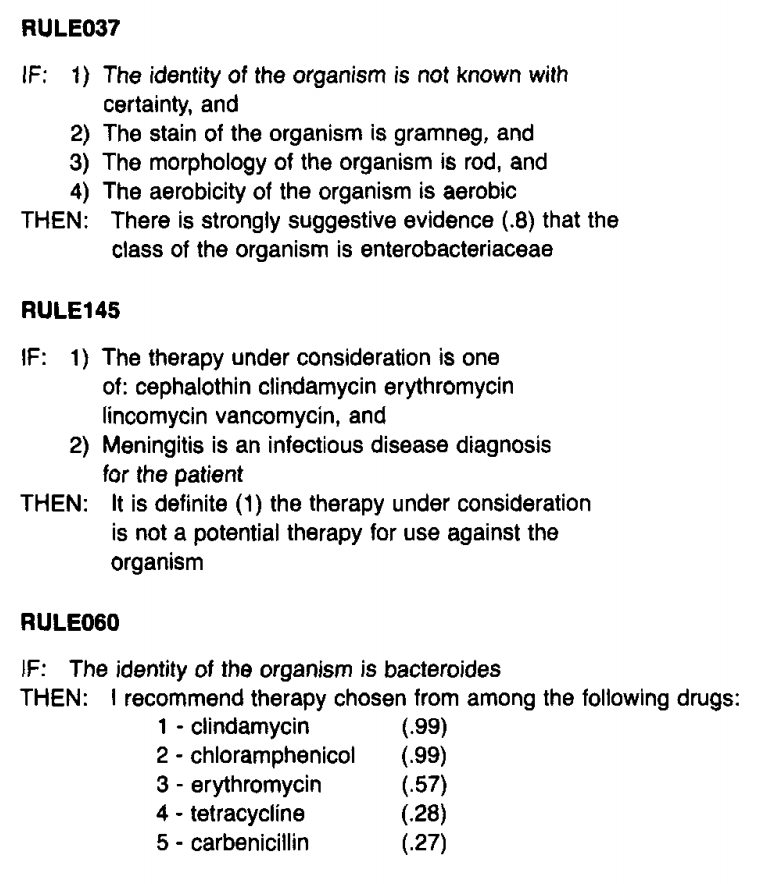 RULE037
IF: 1) The identity of the organism is not known with
certainty, and
2) The stain of the organism is gramneg, and
3) The morphology of the organism is rod, and
4) The aerobicity of the organism is aerobic
THEN: There is strongly suggestive evidence (.8) that the
class of the organism is enterobacteriaceae
RULE145
IF: 1) The therapy under consideration is one
of: cephalothin clindamycin erythromycin
lincomycin vancomycin, and
2) Meningitis is an infectious disease diagnosis
for the patient
THEN: It is definite (1) the therapy under consideration
is not a potential therapy for use against the
organism
RULE060
IF: The identity of the organism is bacteroides
THEN: I recommend therapy chosen from among the following drugs:
1 - clindamycin (.99)
2 - chloramphenicol (.99)
3 - erythromycin (.57)
4 - tetracycline (.28)
5 - carbenicillin (.27)